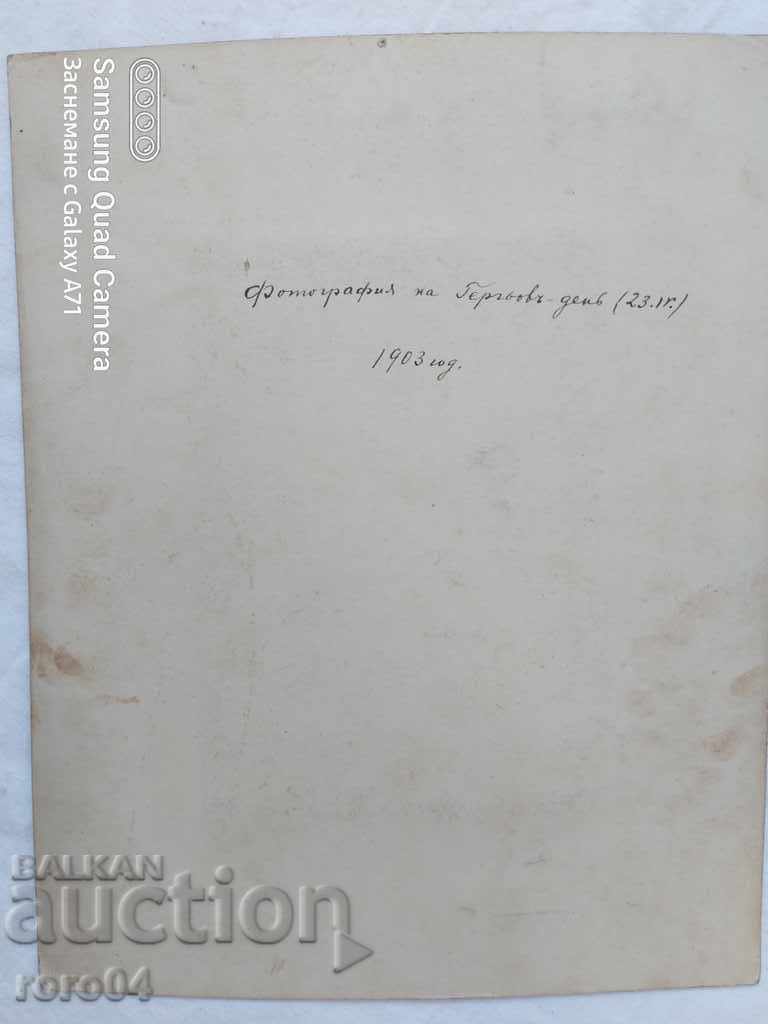 Samsung Quad Camera
Заснемане с Galaxy A71
Фотография на Гергьовъ-день (23.IV.)
1903 год.
BALKAN
auction
roro04